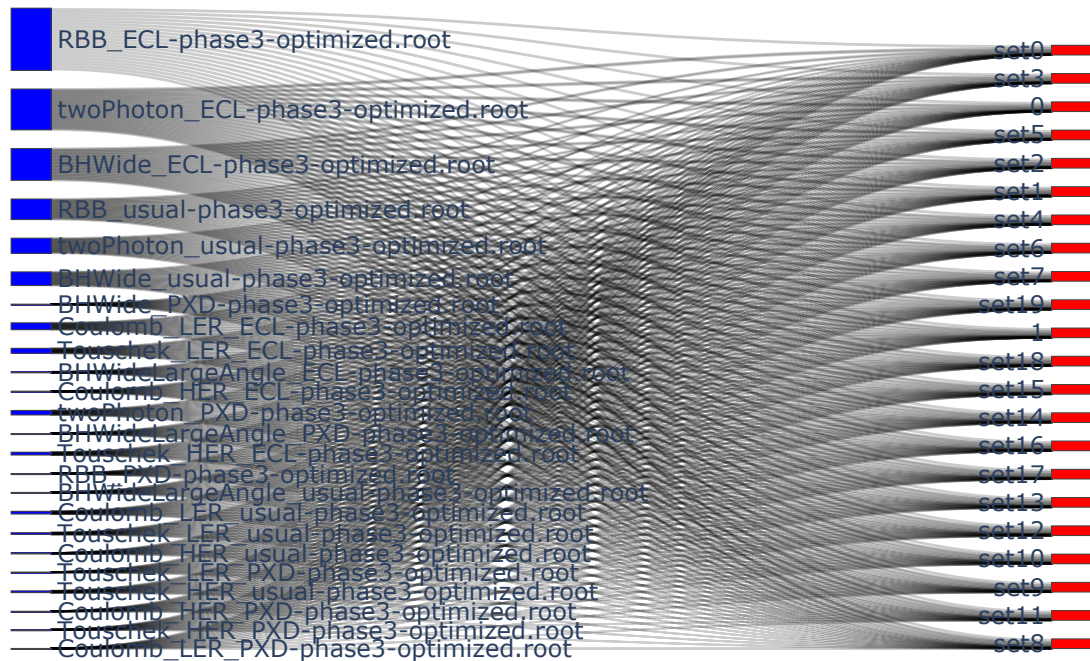 RBB_ECL-phase3-optimized.root
twoPhoton_ECL-phase3-optimized.root
BHWide_ECL-phase3-optimized.root
RBB_usual-phase3-optimized.root
twoPhoton_usual-phase3-optimized.root
BHWide_usual-phase3-optimized.root
BHWide_PXD-phase3-optimized.root
Coulomb_LER_ECL-phase3-optimized.root
Touschek_LER_ECL-phase3-optimized.root
BHWideLargeAngle_ECL-phase3-optimized.root
Coulomb_HER_ECL-phase3-optimized.root
twoPhoton_PXD-phase3-optimized.root
BHWideLargeAngle_PXD-phase3-optimized.root
Touschek_HER_ECL-phase3-optimized.root
RBB_PXD-phase3-optimized.root
BHWideLargeAngle_usual-phase3-optimized.root
Coulomb_LER_usual-phase3-optimized.root
Touschek_LER_usual-phase3-optimized.root
Coulomb_HER_usual-phase3-optimized.root
Touschek_LER_PXD-phase3-optimized.root
Touschek_HER_usual-phase3-optimized.root
Coulomb_HER_PXD-phase3-optimized.root
Touschek_HER_PXD-phase3-optimized.root
Coulomb_LER_PXD-phase3-optimized.root
set0
set3
0
set5
set2
set1
set4
set6
set7
set19
1
set18
set15
set14
set16
set17
set13
set12
set10
set9
set11
set8